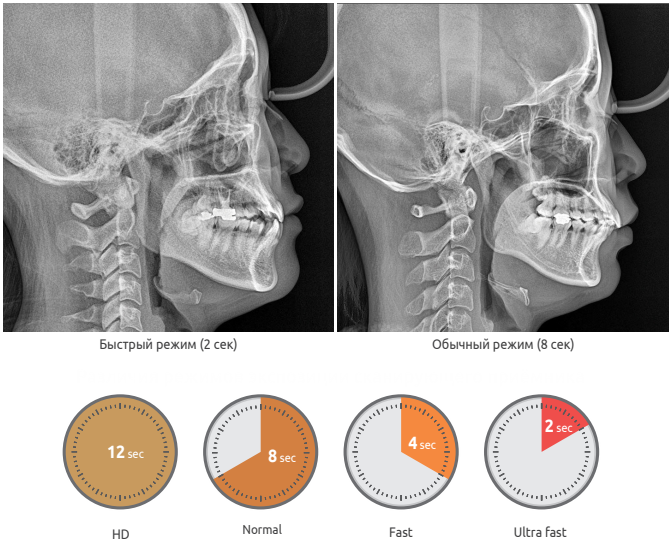 Быстрый режим (2 сек)
Обычный режим (8 сек)
12 sec
8 sec
4 sec
2 sec
HD
Normal
Fast
Ultra fast